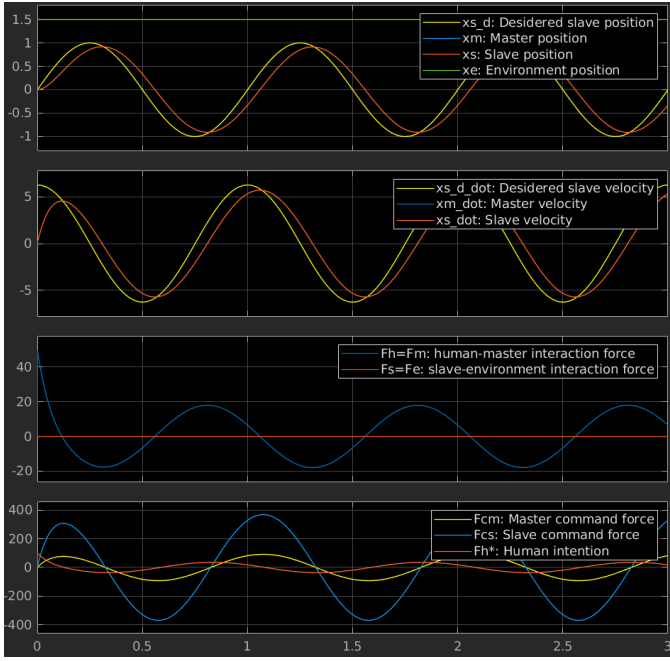 1.5
1
0.5
0
-0.5
-1
xs_d: Desidered slave position
xm: Master position
xs: Slave position
xe: Environment position
5
0
-5
xs_d_dot: Desidered slave velocity
xm_dot: Master velocity
xs_dot: Slave velocity
40
20
0
-20
Fh=Fm: human-master interaction force
Fs=Fe: slave-environment interaction force
400
200
0
-200
-400
Fcm: Master command force
Fcs: Slave command force
Fh*: Human intention
0 0.5 1 1.5 2 2.5 3